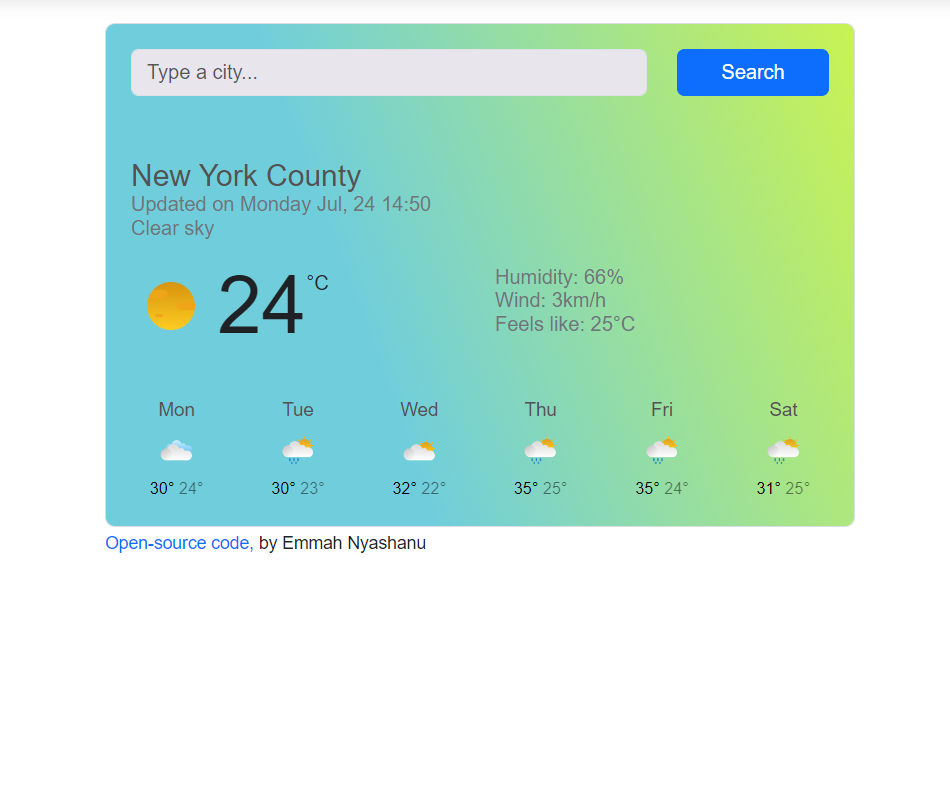 Type a city... Search
New York County
Updated on Monday Jul, 24 14:50
Clear sky
24 °C
Humidity: 66%
Wind: 3km/h
Feels like: 25°C
Mon Tue Wed Thu Fri Sat
30° 24° 30° 23° 32° 22° 35° 25° 35° 24° 31° 25°
Open-source code, by Emmah Nyashanu